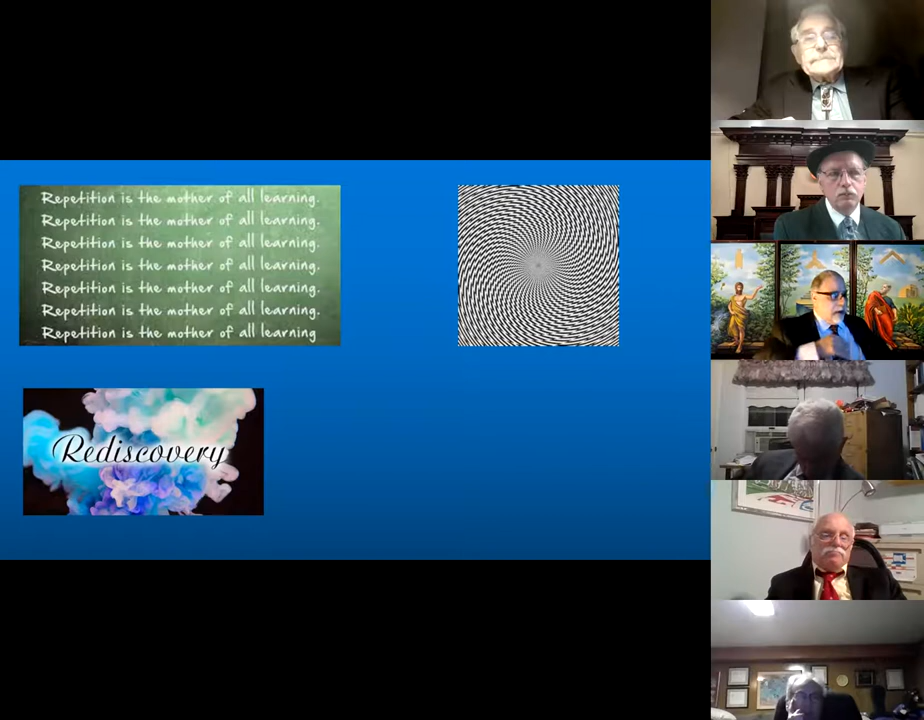 Repetition is the mother of all learning.
Repetition is the mother of all learning.
Repetition is the mother of all learning.
Repetition is the mother of all learning.
Repetition is the mother of all learning.
Repetition is the mother of all learning.
Repetition is the mother of all learning
Rediscovery